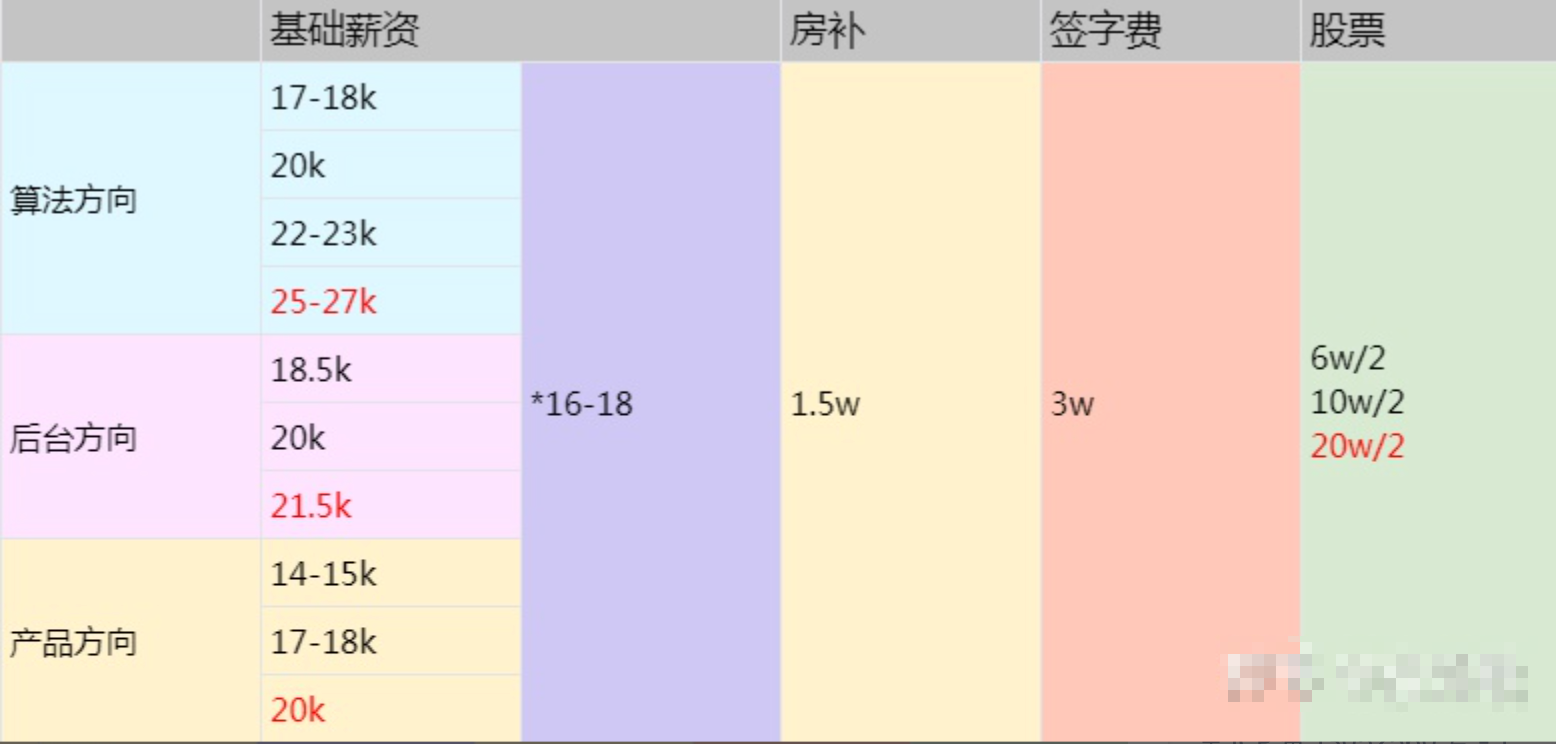 基础薪资 房补 签字费 股票
算法方向
17-18k
20k
22-23k
25-27k
后台方向
18.5k
20k
21.5k
产品方向
14-15k
17-18k
20k
*16-18
1.5w
3w
6w/2
10w/2
20w/2